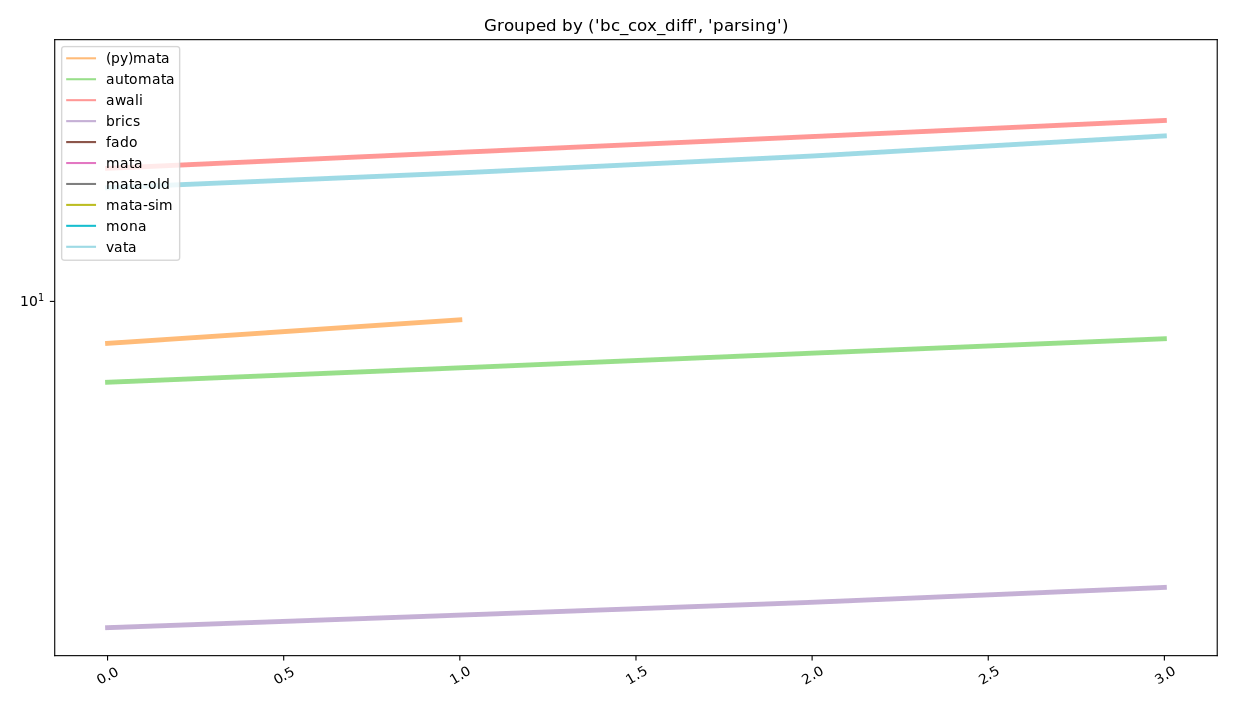 Grouped by ('bc_cox_diff', 'parsing')
(py)mata
automata
awali
brics
fado
mata
mata-old
mata-sim
mona
vata
10¹
0.0 0.5 1.0 1.5 2.0 2.5 3.0